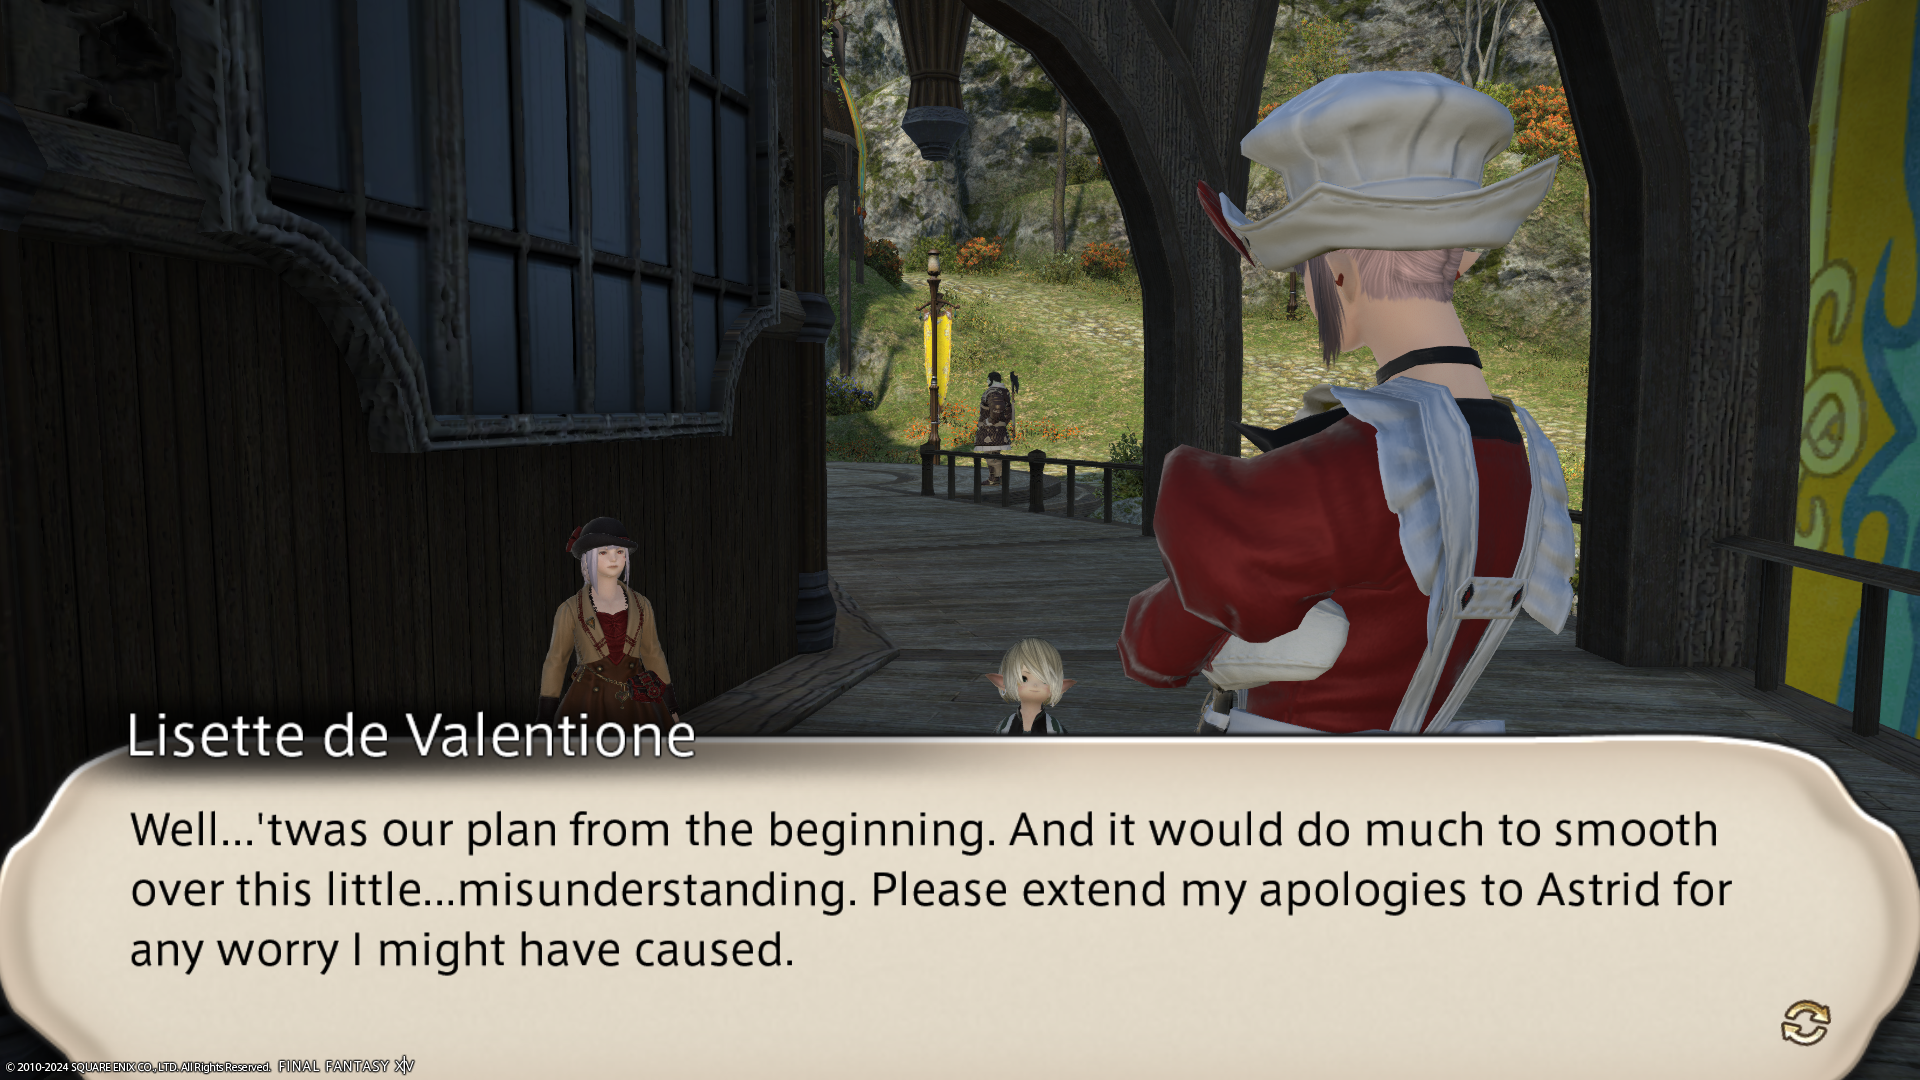 Lisette de Valentione
Well...'twas our plan from the beginning. And it would do much to smooth
over this little...misunderstanding. Please extend my apologies to Astrid for
any worry I might have caused.
© 2010-2024 SQUARE ENIX CO., LTD. All Rights Reserved. FINAL FANTASY XIV